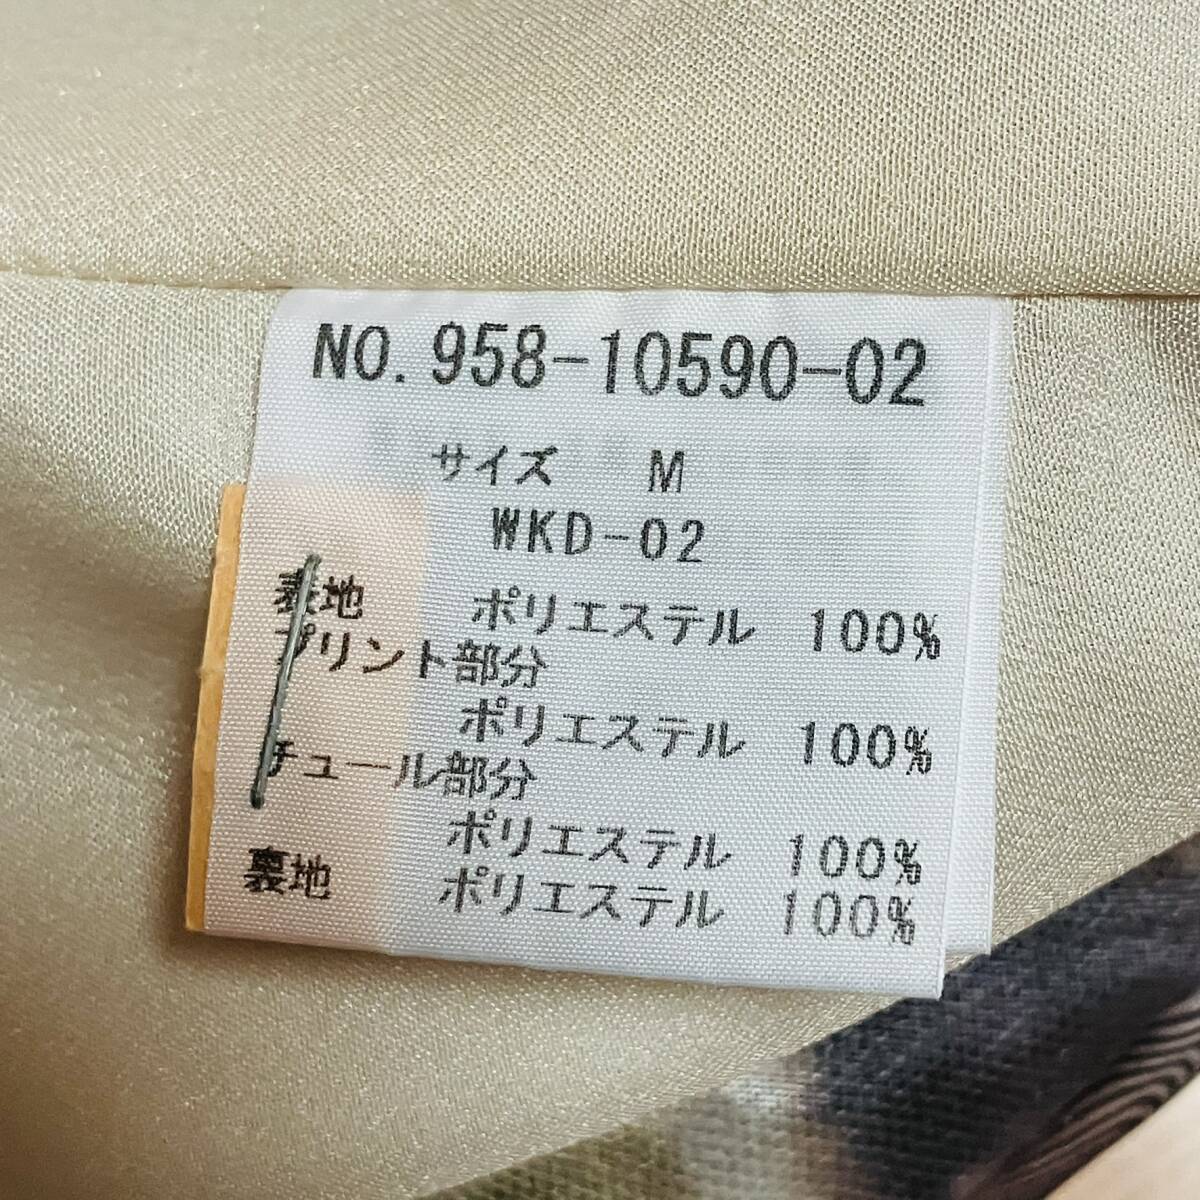 NO. 958-10590-02
サイズ M
WKD-02
表地 ポリエステル 100%
プリント部分
ポリエステル 100%
チュール部分
ポリエステル 100%
裏地 ポリエステル 100%